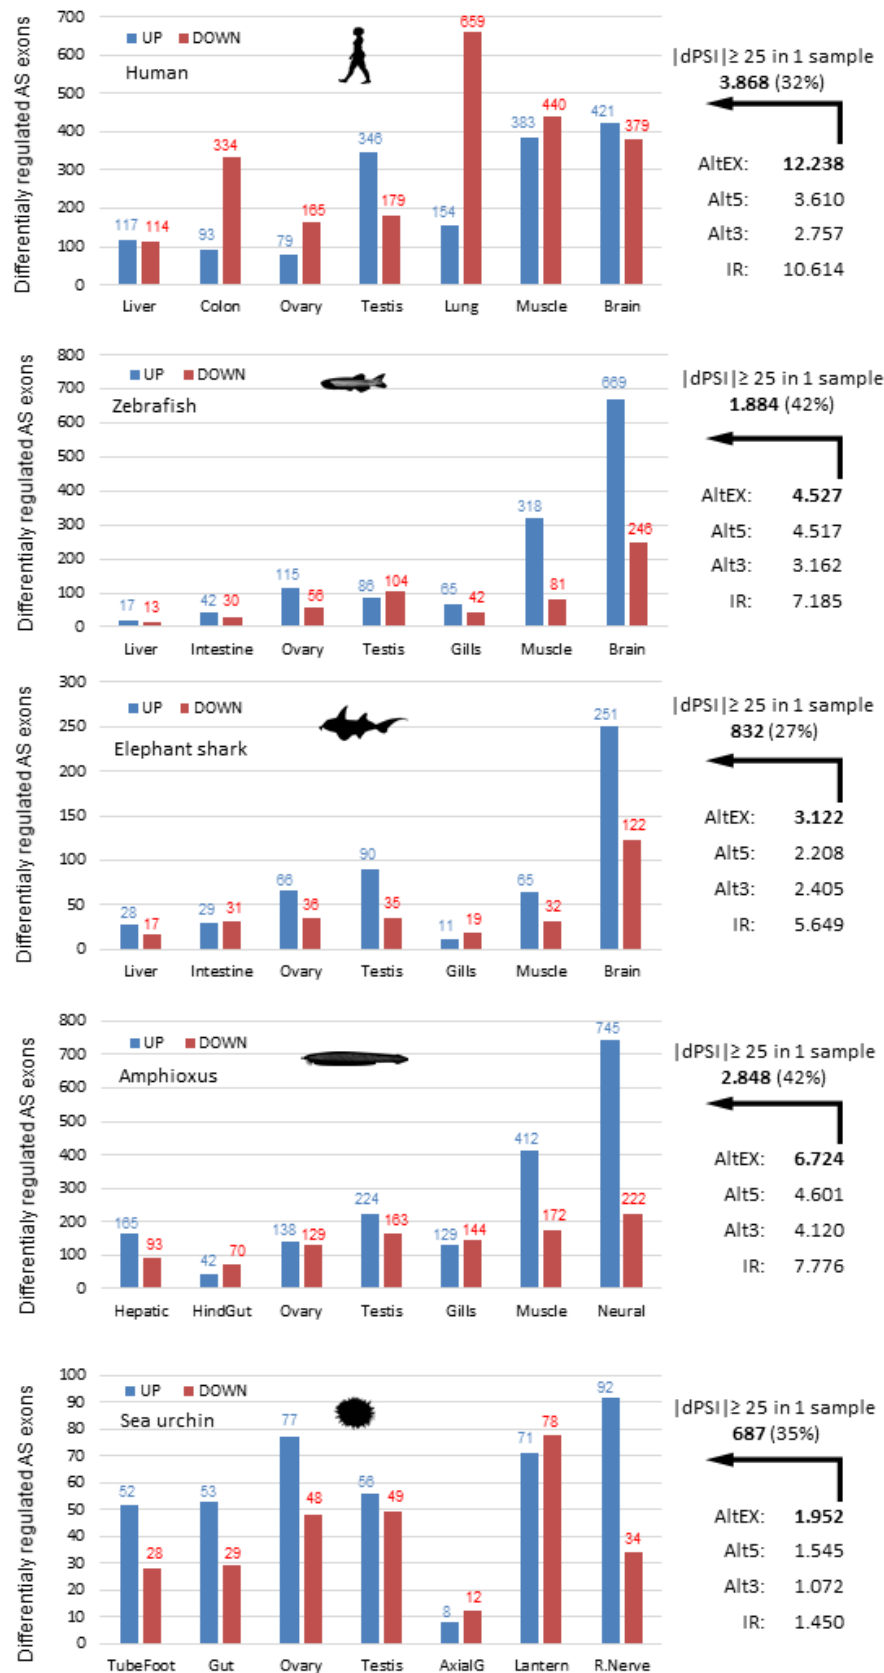 Differentialy regulated AS exons
700
600
500
400
300
200
100
0
UP DOWN
Human
117 114
93 334
79 165
346 179
154 659
383 440
421 379
Liver Colon Ovary Testis Lung Muscle Brain
|dPSI|≥ 25 in 1 sample
3.868 (32%)
AltEX: 12.238
Alt5: 3.610
Alt3: 2.757
IR: 10.614
Differentialy regulated AS exons
800
700
600
500
400
300
200
100
0
UP DOWN
Zebrafish
17 13
42 30
115 56
86 104
65 42
318 81
669 246
Liver Intestine Ovary Testis Gills Muscle Brain
|dPSI|≥ 25 in 1 sample
1.884 (42%)
AltEX: 4.527
Alt5: 4.517
Alt3: 3.162
IR: 7.185
Differentialy regulated AS exons
300
250
200
150
100
50
0
UP DOWN
Elephant shark
28 17
29 31
66 36
90 35
11 19
65 32
251 122
Liver Intestine Ovary Testis Gills Muscle Brain
|dPSI|≥ 25 in 1 sample
832 (27%)
AltEX: 3.122
Alt5: 2.208
Alt3: 2.405
IR: 5.649
Differentialy regulated AS exons
800
700
600
500
400
300
200
100
0
UP DOWN
Amphioxus
165 93
42 70
138 129
224 163
129 144
412 172
745 222
Hepatic HindGut Ovary Testis Gills Muscle Neural
|dPSI|≥ 25 in 1 sample
2.848 (42%)
AltEX: 6.724
Alt5: 4.601
Alt3: 4.120
IR: 7.776
Differentialy regulated AS exons
100
90
80
70
60
50
40
30
20
10
0
UP DOWN
Sea urchin
52 28
53 29
77 48
56 49
8 12
71 78
92 34
TubeFoot Gut Ovary Testis AxialG Lantern R.Nerve
|dPSI|≥ 25 in 1 sample
687 (35%)
AltEX: 1.952
Alt5: 1.545
Alt3: 1.072
IR: 1.450